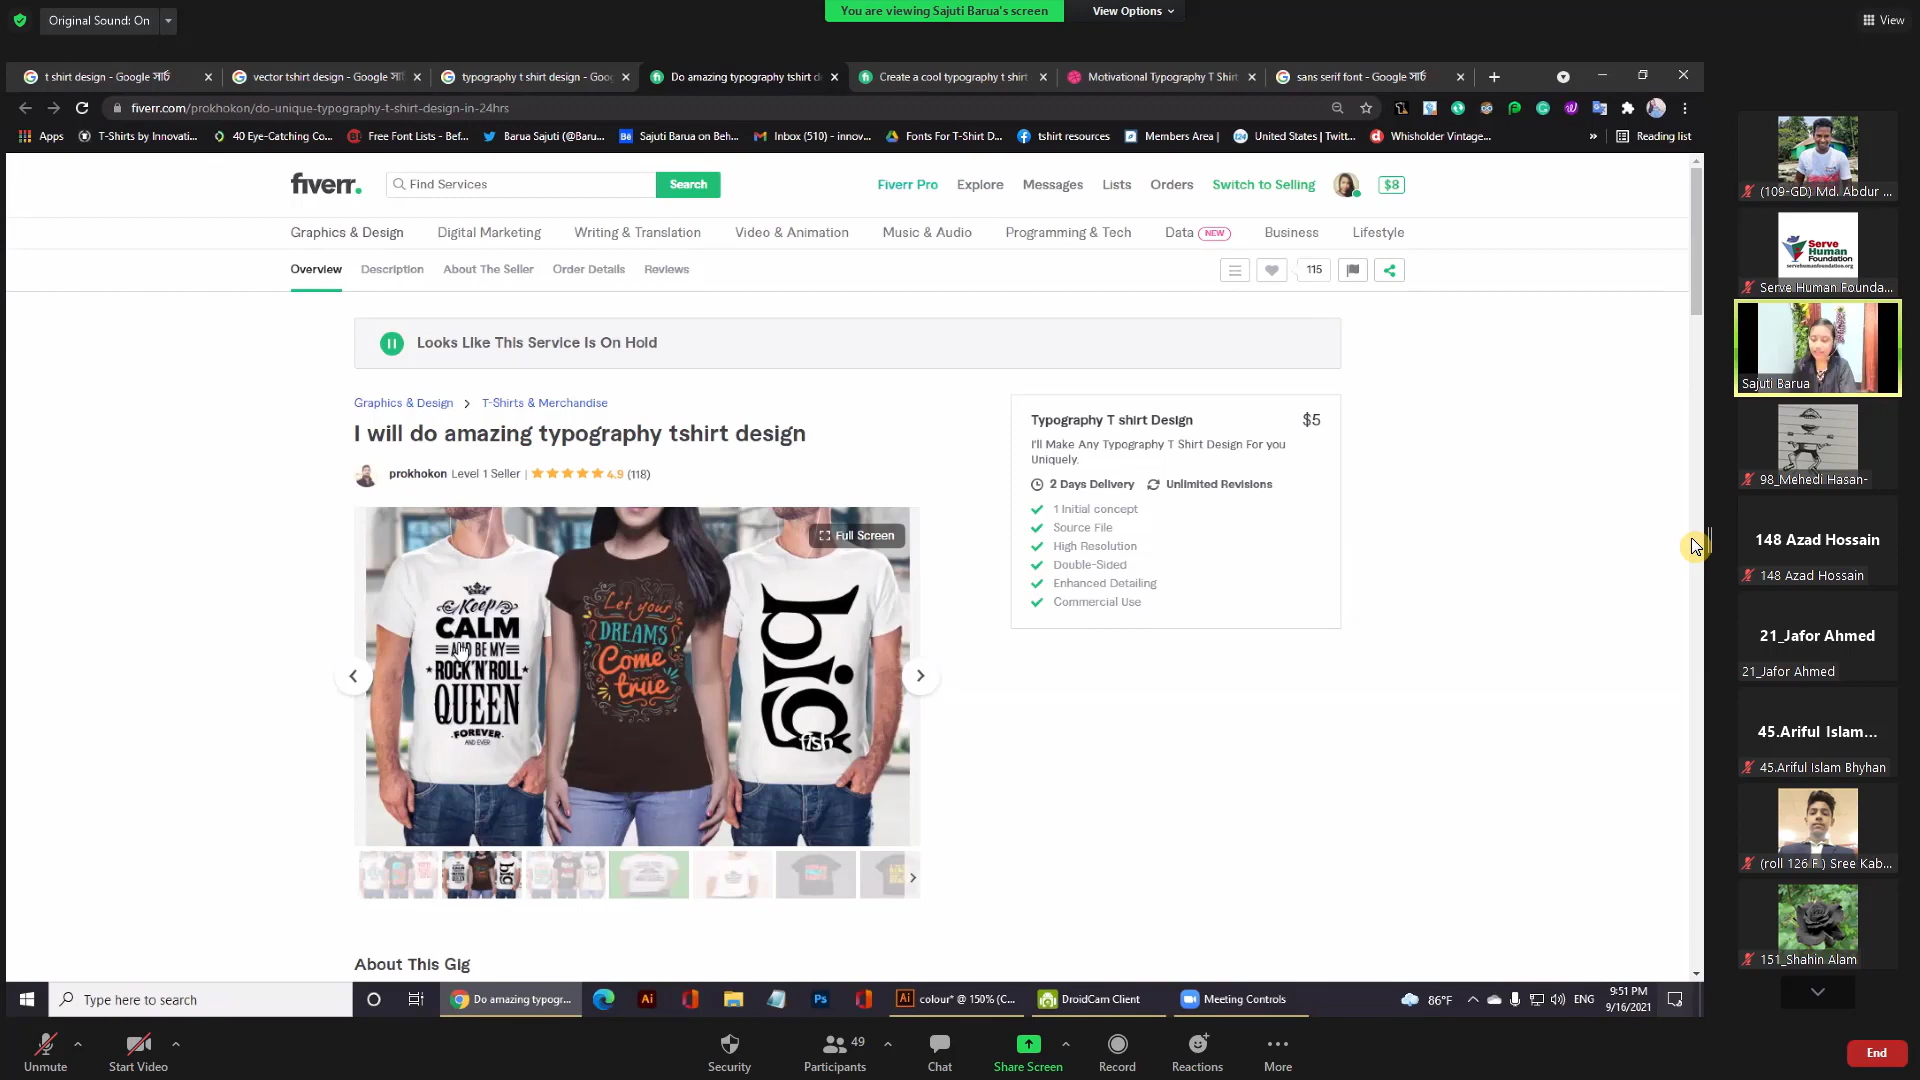 Original Sound: On
You are viewing Sajuti Barua's screen
View Options
View
t shirt design - Google সার্চ
vector tshirt design - Google সা
typography t shirt design - Goo
Do amazing typography tshirt d
Create a cool typography t shirt
Motivational Typography T Shirt
sans serif font - Google সার্চ
fiverr.com/prokhokon/do-unique-typography-t-shirt-design-in-24hrs
Apps
T-Shirts by Innovati...
40 Eye-Catching Co...
Free Font Lists - Bef...
Barua Sajuti (@Baru...
Sajuti Barua on Beh...
Inbox (510) - innov...
Fonts For T-Shirt D...
tshirt resources
Members Area |
United States | Twitt...
Whisholder Vintage...
»
Reading list
fiverr.
Find Services
Search
Fiverr Pro
Explore
Messages
Lists
Orders
Switch to Selling
$8
Graphics & Design
Digital Marketing
Writing & Translation
Video & Animation
Music & Audio
Programming & Tech
Data NEW
Business
Lifestyle
Overview
Description
About The Seller
Order Details
Reviews
115
Looks Like This Service Is On Hold
Graphics & Design > T-Shirts & Merchandise
I will do amazing typography tshirt design
prokhokon Level 1 Seller | 4.9 (118)
Full Screen
Keep
CALM
AND BE MY
ROCK'N'ROLL
QUEEN
FOREVER
AND EVER
Let your
DREAMS
Come
true
big
fish
Typography T shirt Design $5
I'll Make Any Typography T Shirt Design For you
Uniquely.
2 Days Delivery
Unlimited Revisions
1 Initial concept
Source File
High Resolution
Double-Sided
Enhanced Detailing
Commercial Use
About This Gig
Type here to search
Do amazing typogr...
colour* @ 150% (C...
DroidCam Client
Meeting Controls
86°F
ENG
9:51 PM
9/16/2021
(109-GD) Md. Abdur ...
Serve
Human
Foundation
servehumanfoundation.org
Serve Human Founda...
Sajuti Barua
98_Mehedi Hasan-
148 Azad Hossain
148 Azad Hossain
21_Jafor Ahmed
21_Jafor Ahmed
45.Ariful Islam...
45.Ariful Islam Bhyhan
(roll 126 F ) Sree Kab...
151_Shahin Alam
Unmute
Start Video
Security
Participants
49
Chat
Share Screen
Record
Reactions
More
End